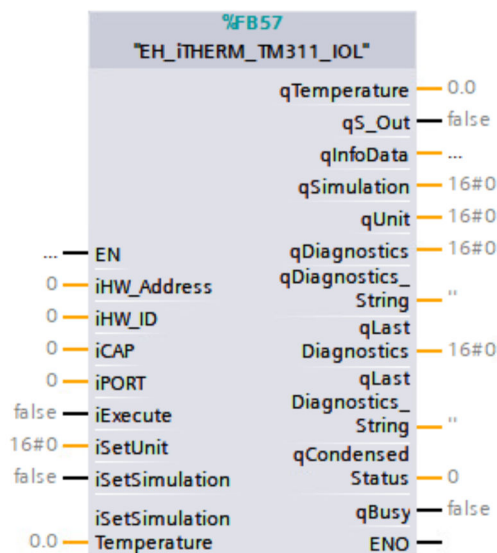 %FB57
"EH_iTHERM_TM311_IOL"
qTemperature 0.0
qS_Out false
qInfoData ...
qSimulation 16#0
qUnit 16#0
... EN qDiagnostics 16#0
0 iHW_Address qDiagnostics_
String ''
0 iHW_ID qLast
0 iCAP Diagnostics 16#0
0 iPORT qLast
false iExecute Diagnostics_
String ''
16#0 iSetUnit qCondensed
false iSetSimulation Status 0
iSetSimulation qBusy false
0.0 Temperature ENO